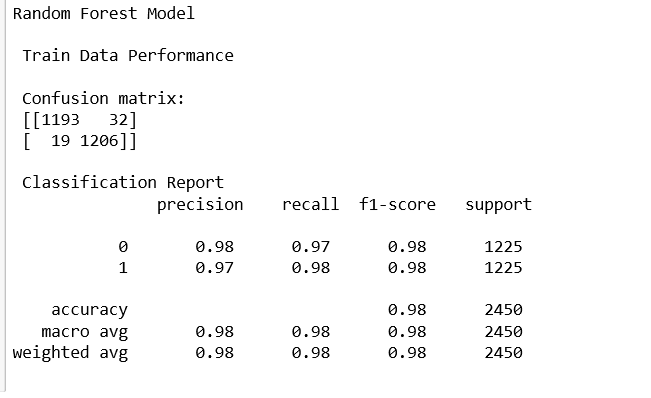 Random Forest Model
Train Data Performance
Confusion matrix:
[[1193   32]
[  19 1206]]
Classification Report
precision    recall  f1-score   support
0       0.98      0.97      0.98      1225
1       0.97      0.98      0.98      1225
accuracy                           0.98      2450
macro avg       0.98      0.98      0.98      2450
weighted avg       0.98      0.98      0.98      2450